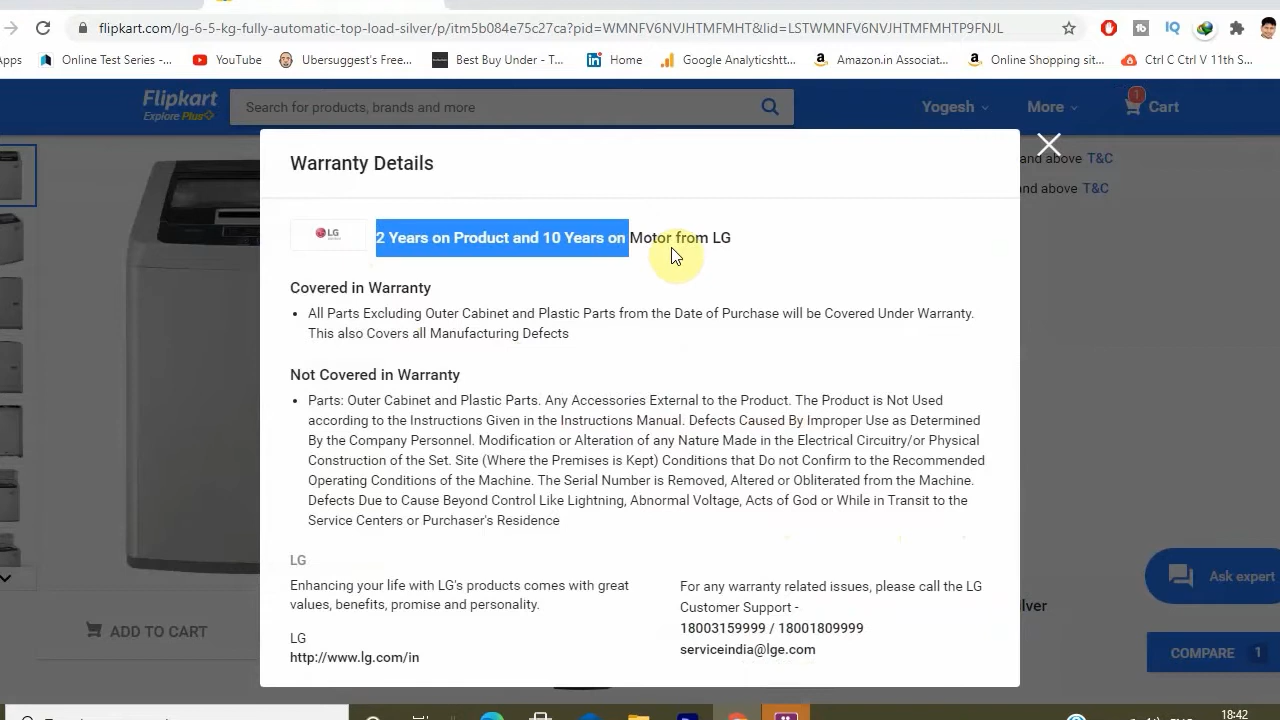 flipkart.com/lg-6-5-kg-fully-automatic-top-load-silver/p/itm5b084e75c27ca?pid=WMNFV6NVJHTMFMHT&lid=LSTWMNFV6NVJHTMFMHTP9FNJL
Apps Online Test Series -... YouTube Ubersuggest's Free... Best Buy Under - T... Home Google Analyticshtt... Amazon.in Associat... Online Shopping sit... Ctrl C Ctrl V 11th S...
Flipkart
Explore Plus
Search for products, brands and more
Yogesh More 1 Cart
and above T&C
and above T&C
Warranty Details
LG 2 Years on Product and 10 Years on Motor from LG
Covered in Warranty
• All Parts Excluding Outer Cabinet and Plastic Parts from the Date of Purchase will be Covered Under Warranty.
This also Covers all Manufacturing Defects
Not Covered in Warranty
• Parts: Outer Cabinet and Plastic Parts. Any Accessories External to the Product. The Product is Not Used
according to the Instructions Given in the Instructions Manual. Defects Caused By Improper Use as Determined
By the Company Personnel. Modification or Alteration of any Nature Made in the Electrical Circuitry/or Physical
Construction of the Set. Site (Where the Premises is Kept) Conditions that Do not Confirm to the Recommended
Operating Conditions of the Machine. The Serial Number is Removed, Altered or Obliterated from the Machine.
Defects Due to Cause Beyond Control Like Lightning, Abnormal Voltage, Acts of God or While in Transit to the
Service Centers or Purchaser's Residence
LG
Enhancing your life with LG's products comes with great
values, benefits, promise and personality.
LG
http://www.lg.com/in
For any warranty related issues, please call the LG
Customer Support -
18003159999 / 18001809999
serviceindia@lge.com
Ask expert
ilver
ADD TO CART
COMPARE 1
18:42